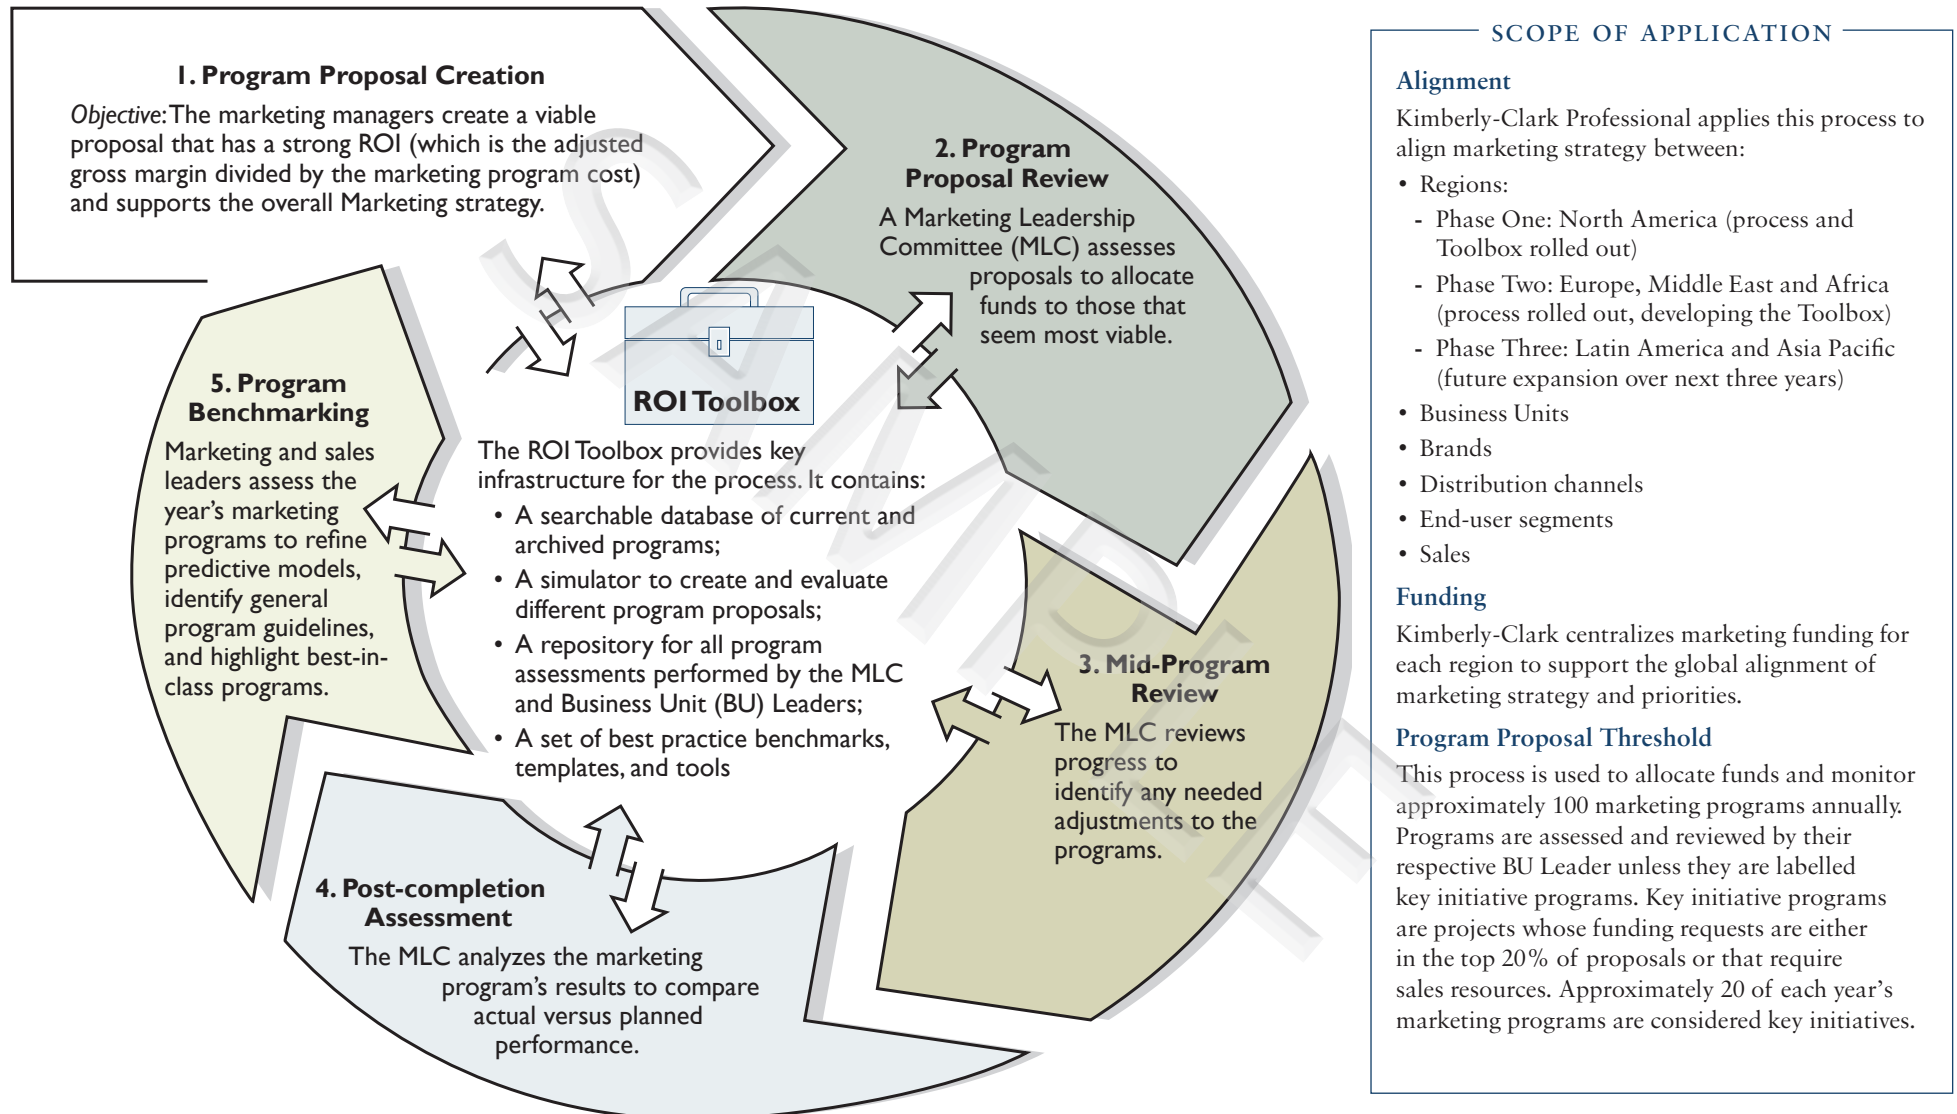 1. Program Proposal Creation
Objective: The marketing managers create a viable
proposal that has a strong ROI (which is the adjusted
gross margin divided by the marketing program cost)
and supports the overall Marketing strategy.
2. Program
Proposal Review
A Marketing Leadership
Committee (MLC) assesses
proposals to allocate
funds to those that
seem most viable.
3. Mid-Program
Review
The MLC reviews
progress to
identify any needed
adjustments to the
programs.
4. Post-completion
Assessment
The MLC analyzes the marketing
program's results to compare
actual versus planned
performance.
5. Program
Benchmarking
Marketing and sales
leaders assess the
year's marketing
programs to refine
predictive models,
identify general
program guidelines,
and highlight best-in-
class programs.
ROI Toolbox
The ROI Toolbox provides key
infrastructure for the process. It contains:
• A searchable database of current and
archived programs;
• A simulator to create and evaluate
different program proposals;
• A repository for all program
assessments performed by the MLC
and Business Unit (BU) Leaders;
• A set of best practice benchmarks,
templates, and tools
SAMPLE
SCOPE OF APPLICATION
Alignment
Kimberly-Clark Professional applies this process to
align marketing strategy between:
• Regions:
- Phase One: North America (process and
Toolbox rolled out)
- Phase Two: Europe, Middle East and Africa
(process rolled out, developing the Toolbox)
- Phase Three: Latin America and Asia Pacific
(future expansion over next three years)
• Business Units
• Brands
• Distribution channels
• End-user segments
• Sales
Funding
Kimberly-Clark centralizes marketing funding for
each region to support the global alignment of
marketing strategy and priorities.
Program Proposal Threshold
This process is used to allocate funds and monitor
approximately 100 marketing programs annually.
Programs are assessed and reviewed by their
respective BU Leader unless they are labelled
key initiative programs. Key initiative programs
are projects whose funding requests are either
in the top 20% of proposals or that require
sales resources. Approximately 20 of each year's
marketing programs are considered key initiatives.